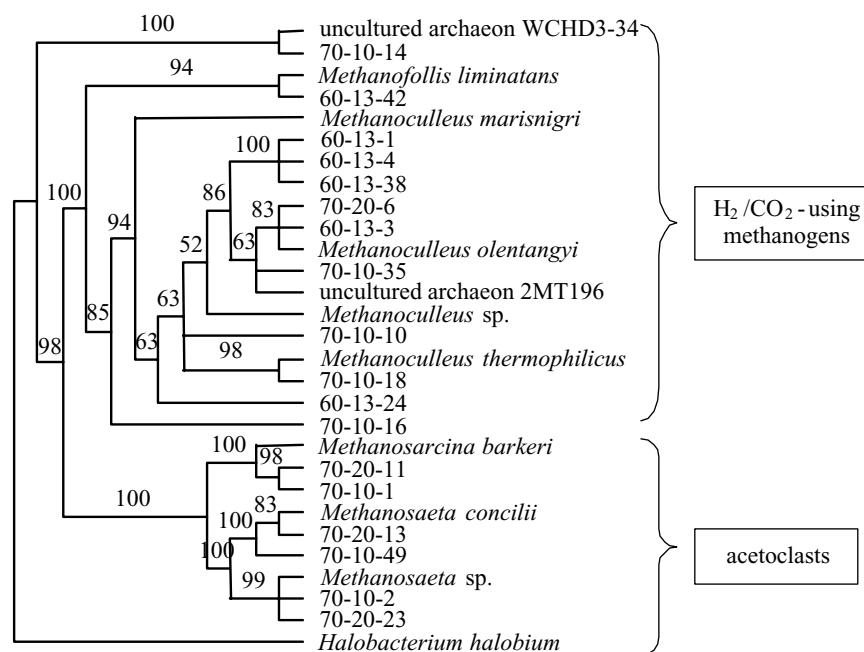 100
uncultured archaeon WCHD3-34
70-10-14
94
Methanofollis liminatans
60-13-42
Methanoculleus marisnigri
100
60-13-1
60-13-4
60-13-38
100
86
94
83
70-20-6
60-13-3
63
Methanoculleus olentangyi
52
70-10-35
uncultured archaeon 2MT196
63
Methanoculleus sp.
85
70-10-10
98
63
98
Methanoculleus thermophilicus
70-10-18
60-13-24
70-10-16
H2 /CO2 - using
methanogens
100
Methanosarcina barkeri
98
70-20-11
70-10-1
100
83
Methanosaeta concilii
100
70-20-13
100
70-10-49
99
Methanosaeta sp.
70-10-2
70-20-23
Halobacterium halobium
acetoclasts